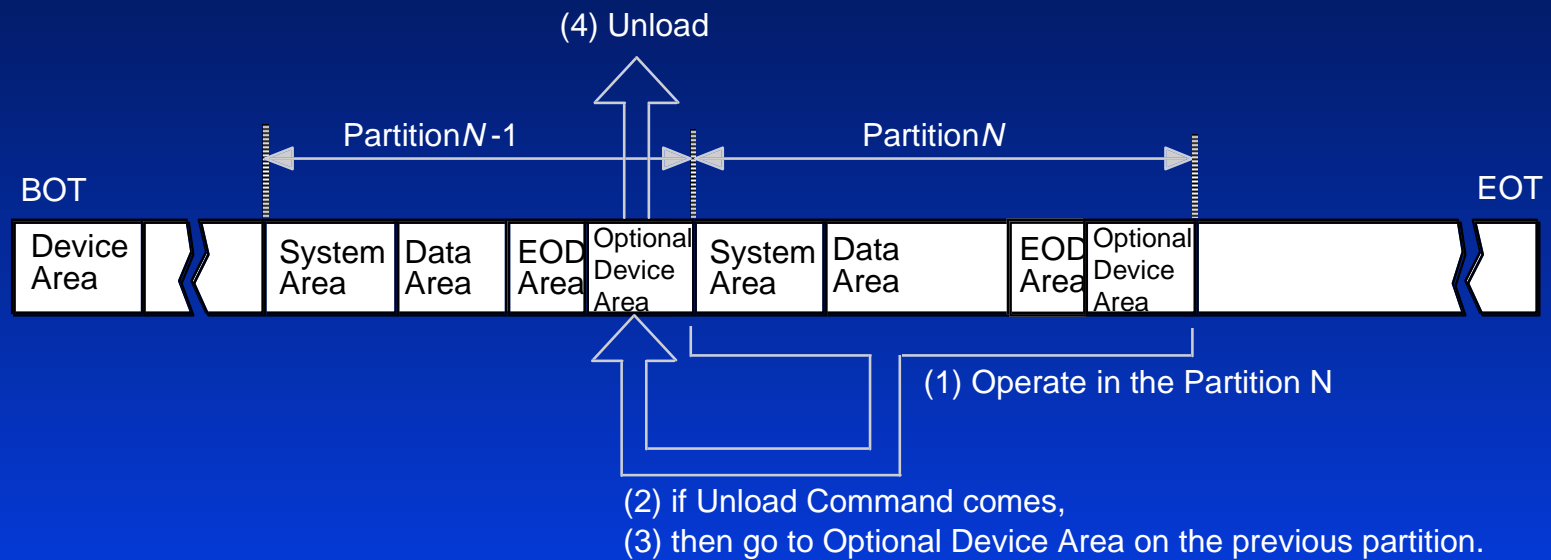 (4) Unload
Partition N -1
Partition N
BOT
EOT
Device
Area
System
Area
Data
Area
EOD
Area
Optional
Device
Area
System
Area
Data
Area
EOD
Area
Optional
Device
Area
(1) Operate in the Partition N
(2) if Unload Command comes,
(3) then go to Optional Device Area on the previous partition.